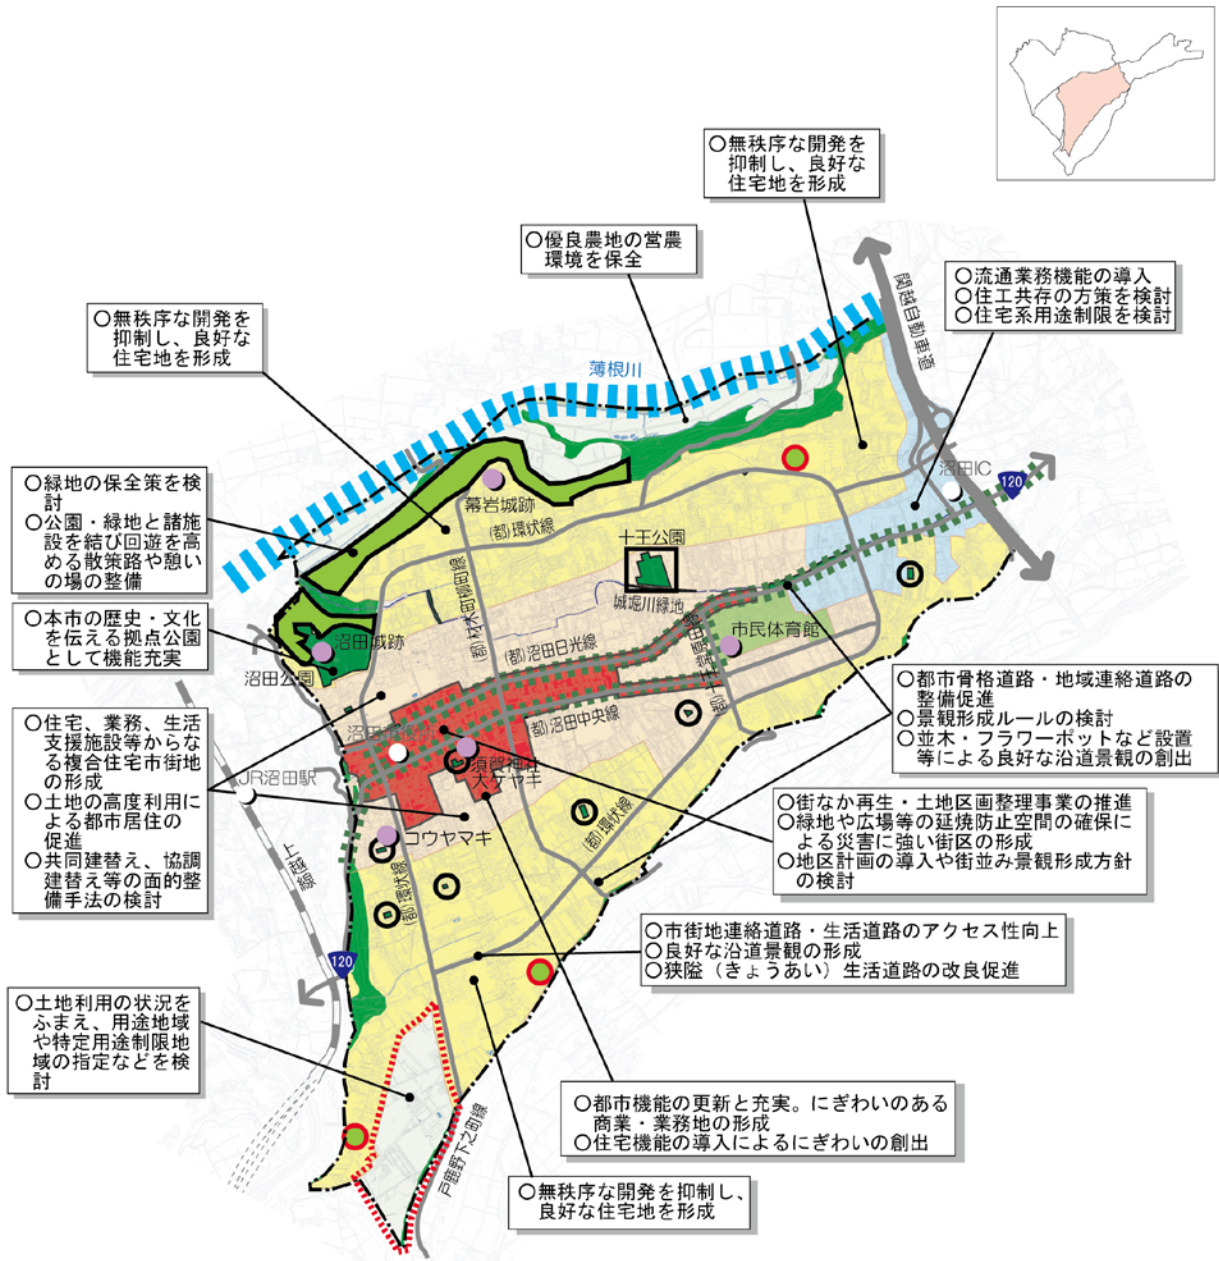 ○無秩序な開発を
抑制し、良好な
住宅地を形成
○優良農地の営農
環境を保全
○流通業務機能の導入
○住工共存の方策を検討
○住宅系用途制限を検討
○無秩序な開発を
抑制し、良好な
住宅地を形成
関越自動車道
薄根川
沼田IC
120
○緑地の保全策を検
討
○公園・緑地と諸施
設を結び回遊を高
める散策路や憩い
の場の整備
幕岩城跡
(都)環状線
十王公園
城堀川緑地
○本市の歴史・文化
を伝える拠点公園
として機能充実
沼田城跡
沼田公園
(都)沼田日光線
市民体育館
(都)沼田中央線
○都市骨格道路・地域連絡道路の
整備促進
○景観形成ルールの検討
○並木・フラワーポットなど設置
等による良好な沿道景観の創出
○住宅、業務、生活
支援施設等からな
る複合住宅市街地
の形成
○土地の高度利用に
よる都市居住の
促進
○共同建替え、協調
建替え等の面的整
備手法の検討
JR沼田駅
須賀神社
大ケヤキ
コウヤマキ
上越線
(都)環状線
(都)環状線
○街なか再生・土地区画整理事業の推進
○緑地や広場等の延焼防止空間の確保に
よる災害に強い街区の形成
○地区計画の導入や街並み景観形成方針
の検討
○市街地連絡道路・生活道路のアクセス性向上
○良好な沿道景観の形成
○狭隘（きょうあい）生活道路の改良促進
120
○土地利用の状況を
ふまえ、用途地域
や特定用途制限地
域の指定などを検
討
戸鹿野下之町線
○都市機能の更新と充実。にぎわいのある
商業・業務地の形成
○住宅機能の導入によるにぎわいの創出
○無秩序な開発を抑制し、
良好な住宅地を形成